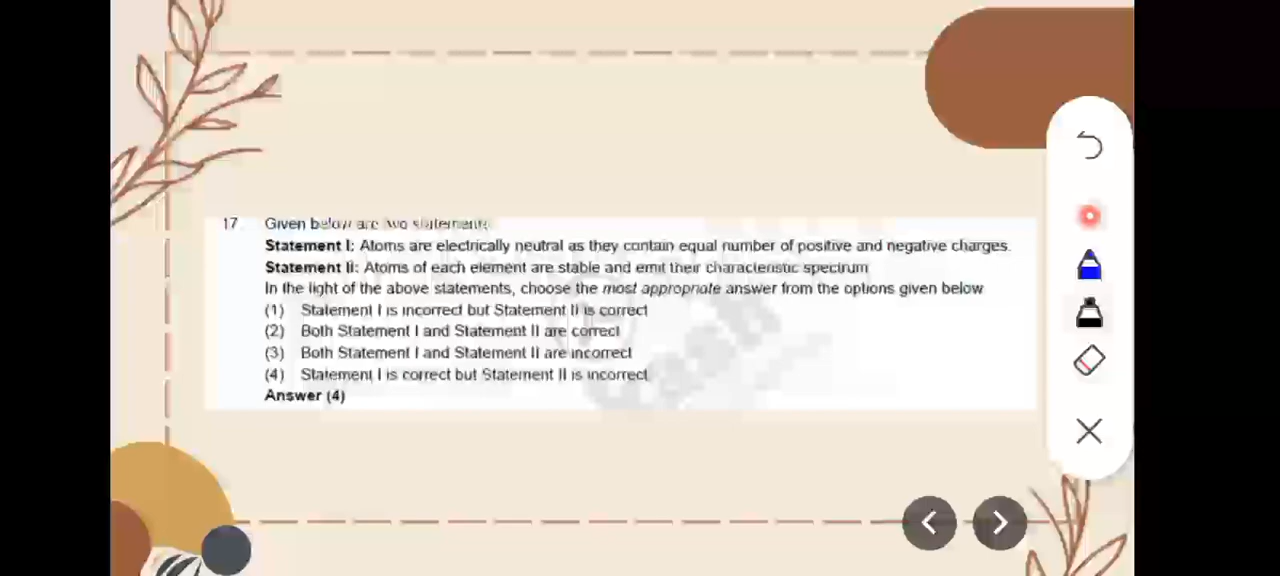 17. Given below are two statements
Statement I: Atoms are electrically neutral as they contain equal number of positive and negative charges.
Statement II: Atoms of each element are stable and emit their characteristic spectrum
In the light of the above statements, choose the most appropriate answer from the options given below
(1) Statement I is incorrect but Statement II is correct
(2) Both Statement I and Statement II are correct
(3) Both Statement I and Statement II are incorrect
(4) Statement I is correct but Statement II is incorrect
Answer (4)